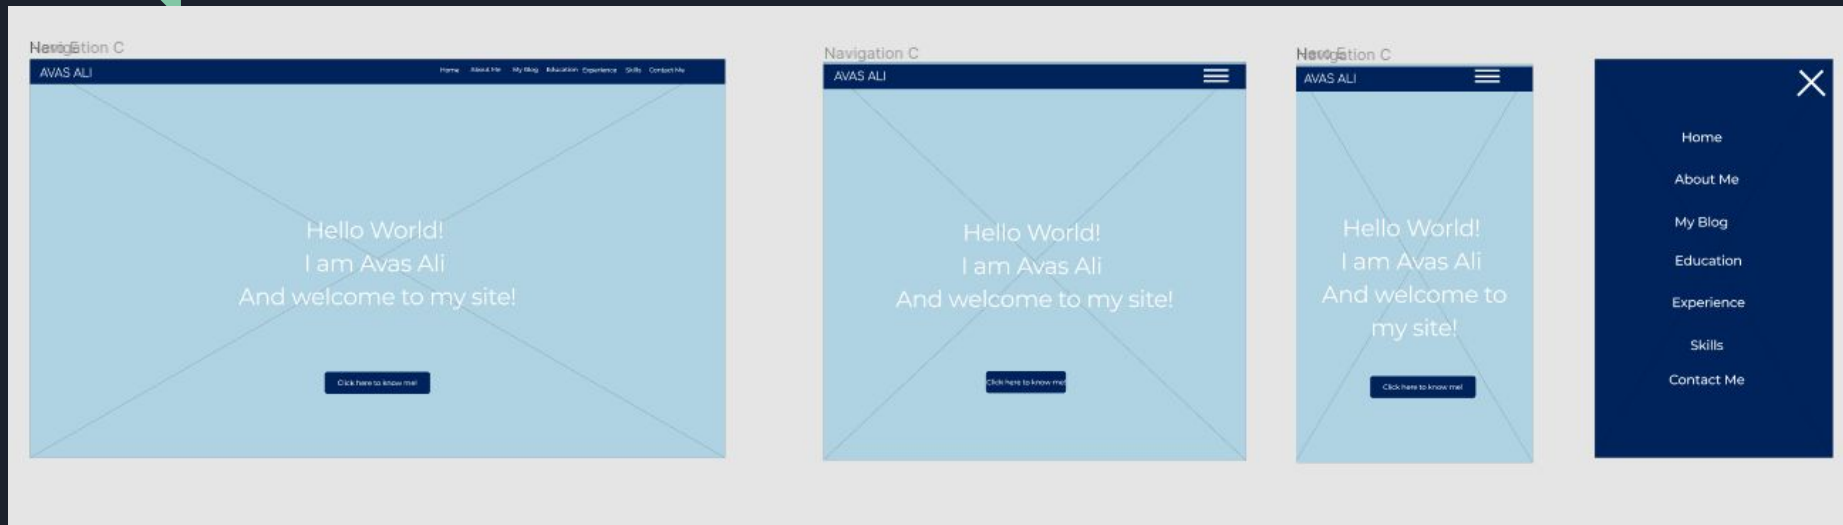 Navigation C
AVAS ALI
Home About Me My Blog Education Experience Skills Contact Me
Hello World!
I am Avas Ali
And welcome to my site!
Click here to know me!
Navigation C
AVAS ALI
Hello World!
I am Avas Ali
And welcome to my site!
Click here to know me!
Navigation C
AVAS ALI
Hello World!
I am Avas Ali
And welcome to
my site!
Click here to know me!
Home
About Me
My Blog
Education
Experience
Skills
Contact Me